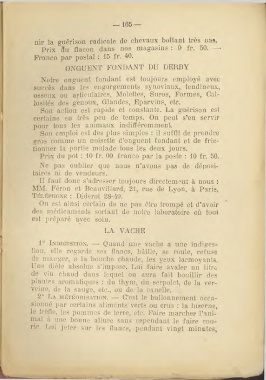 — 165 —
nir la guérison radicale de chevaux boitant très bas.
Prix du flacon dans nos magasins : 9 fr. 50. —
Franco par postal : 15 fr. 40.
ONGUENT FONDANT DU DERBY
Notre onguent fondant est toujours employé avec
succès dans les engorgements synoviaux, tendineux,
osseux ou articulaires, Molettes, Suros, Formes, Cal-
losités des genoux, Glandes, Eparvins, etc.
Son action est rapide et constante. La guérison est
certaine en très peu de temps. On peut s'en servir
pour tous les animaux indifféremment.
Son emploi est des plus simples : il suffit de prendre
gros comme une noisette d'onguent fondant et de fric-
tionner la partie malade tous les deux jours.
Prix du pot : 10 fr. 60 franco par la poste : 10 fr. 50.
Ne pas oublier que nous n'avons pas de déposi-
taires ni de vendeurs.
Il faut donc s'adresser toujours directement à nous :
MM. Féron et Beauvillard, 21, rue de Lyon, à Paris.
TÉLÉPHONE : Diderot 28-59.
On est ainsi certain de ne pas être trompé et d'avoir
des médicaments sortant de notre laboratoire où tout
est préparé avec soin.
LA VACHE
1° INDIGESTION. — Quand une vache a une indiges-
tion, elle regarde ses flancs, bâille, se roule, refuse
de manger, a la bouche chaude, les yeux larmoyants.
Une diète absolue s'impose. Lui faire avaler un litre
de vin chaud dans lequel on aura fait bouillir des
plantes aromatiques : du thym, du serpolet, de la ver-
veine, de la sauge, etc., ou de la canelle.
2° LA MÉTÉORISATION. — C'est le ballonnement occa-
sionné par certains aliments verts ou crus : la luzerne,
le trèfle, les pommes de terre, etc. Faire marcher l'ani-
mal à une bonne allure sans cependant le faire cou-
rir. Lui jeter sur les flancs, pendant vingt minutes,